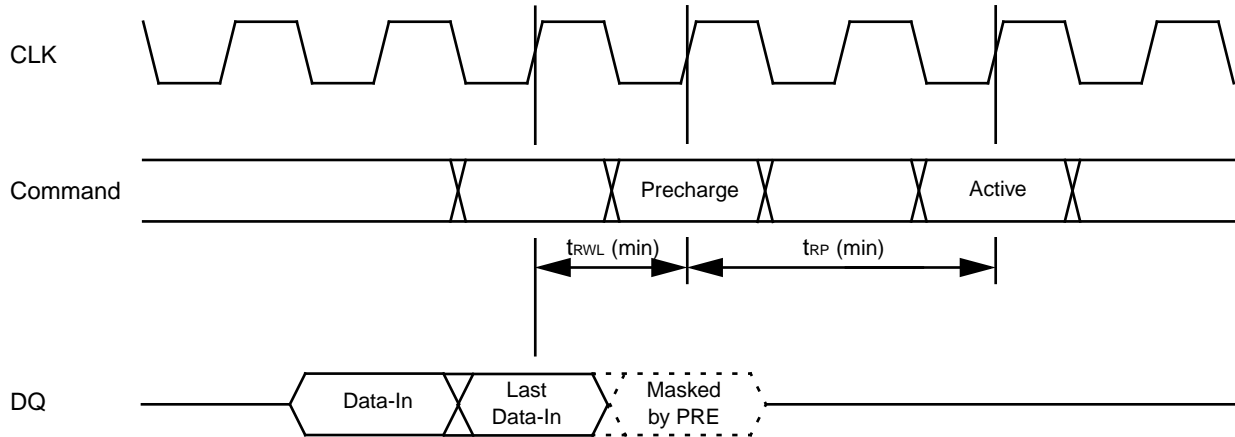 CLK
Command
Precharge
Active
tRWL (min)
tRP (min)
DQ
Data-In
Last
Data-In
Masked
by PRE